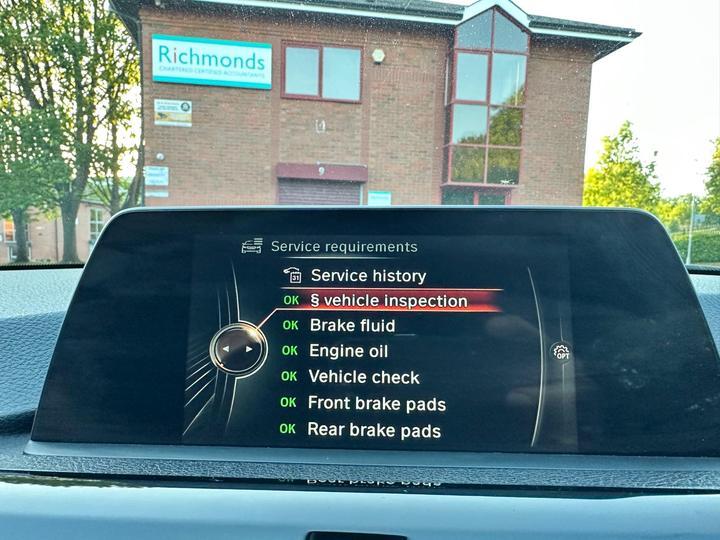 Richmonds
CHARTERED CERTIFIED ACCOUNTANTS
9
Service requirements
31 Service history
OK § vehicle inspection
OK Brake fluid
OK Engine oil
OK Vehicle check
OK Front brake pads
OK Rear brake pads
OPT